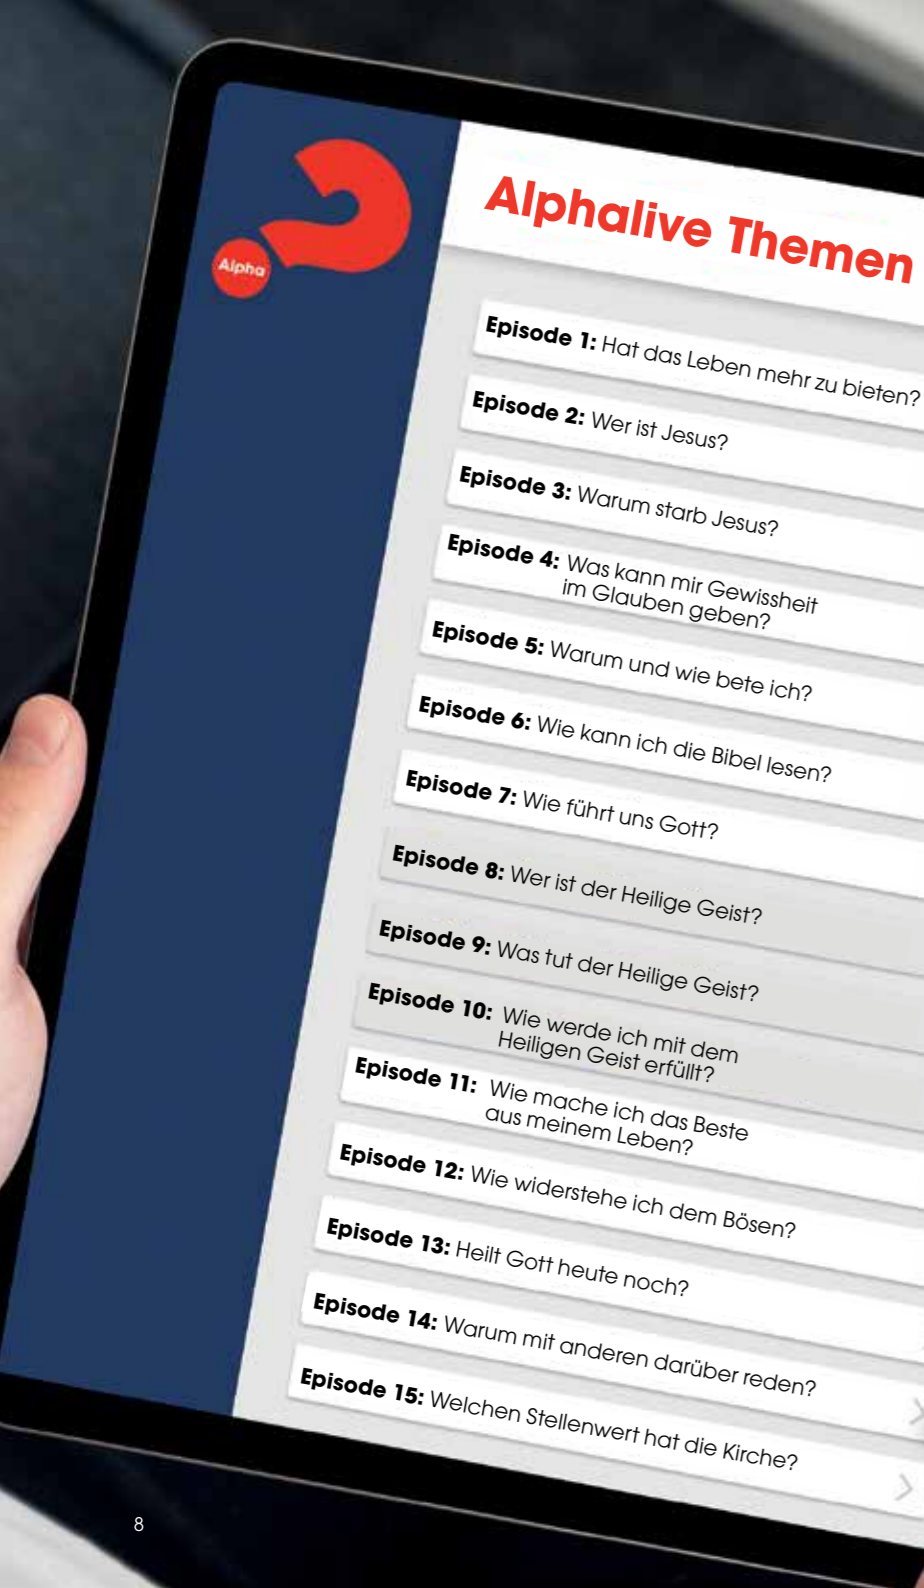 Alpha
Alphalive Themen
Episode 1: Hat das Leben mehr zu bieten?
Episode 2: Wer ist Jesus?
Episode 3: Warum starb Jesus?
Episode 4: Was kann mir Gewissheit
im Glauben geben?
Episode 5: Warum und wie bete ich?
Episode 6: Wie kann ich die Bibel lesen?
Episode 7: Wie führt uns Gott?
Episode 8: Wer ist der Heilige Geist?
Episode 9: Was tut der Heilige Geist?
Episode 10: Wie werde ich mit dem
Heiligen Geist erfüllt?
Episode 11: Wie mache ich das Beste
aus meinem Leben?
Episode 12: Wie widerstehe ich dem Bösen?
Episode 13: Heilt Gott heute noch?
Episode 14: Warum mit anderen darüber reden?
Episode 15: Welchen Stellenwert hat die Kirche?
8